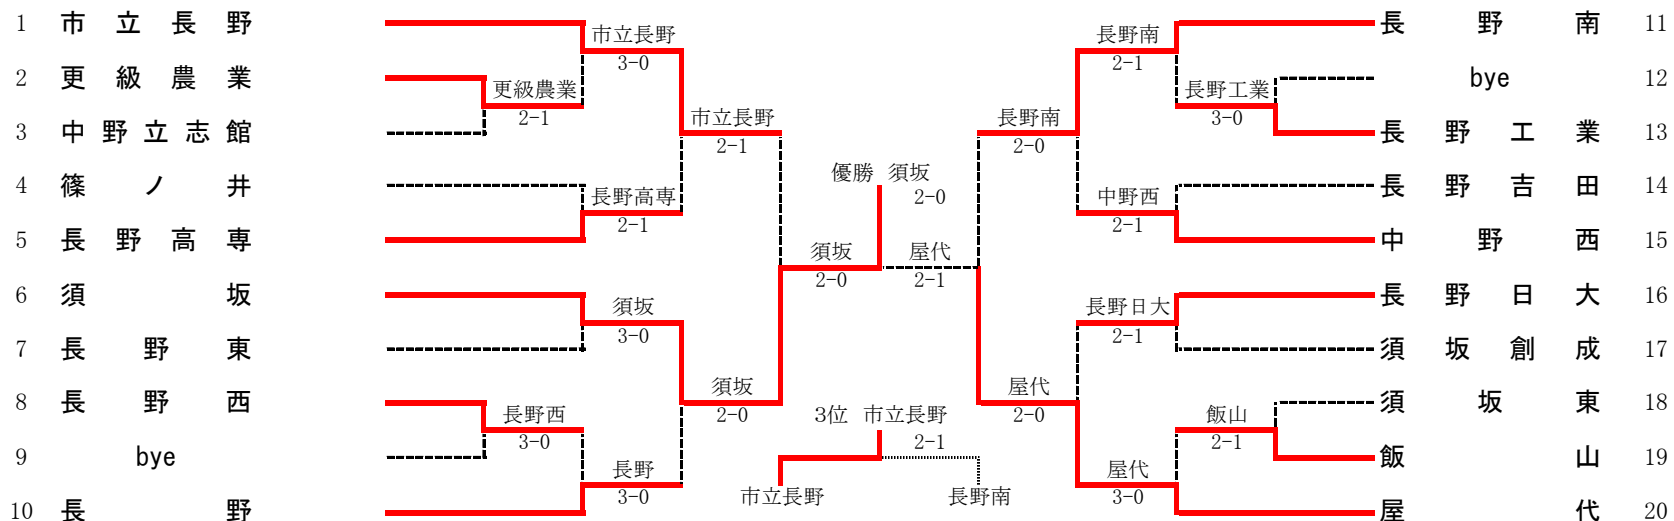 1 市立長野 市立長野 長野南 長野南 11
3-0 2-1
2 更級農業 更級農業 長野工業 bye 12
2-1 3-0
3 中野立志館 市立長野 長野南 長野工業 13
2-1 2-0
4 篠ノ井 長野高専 優勝 須坂 中野西 長野吉田 14
2-1 2-0 2-1
5 長野高専 須坂 屋代 中野西 15
2-0 2-1
6 須坂 須坂 長野日大 長野日大 16
3-0 2-1
7 長野東 須坂 屋代 須坂創成 17
2-0 2-0
8 長野西 長野西 3位 市立長野 飯山 須坂東 18
3-0 2-1 2-1
9 bye 長野 屋代 飯山 19
3-0 市立長野 長野南 3-0
10 長野 屋代 20